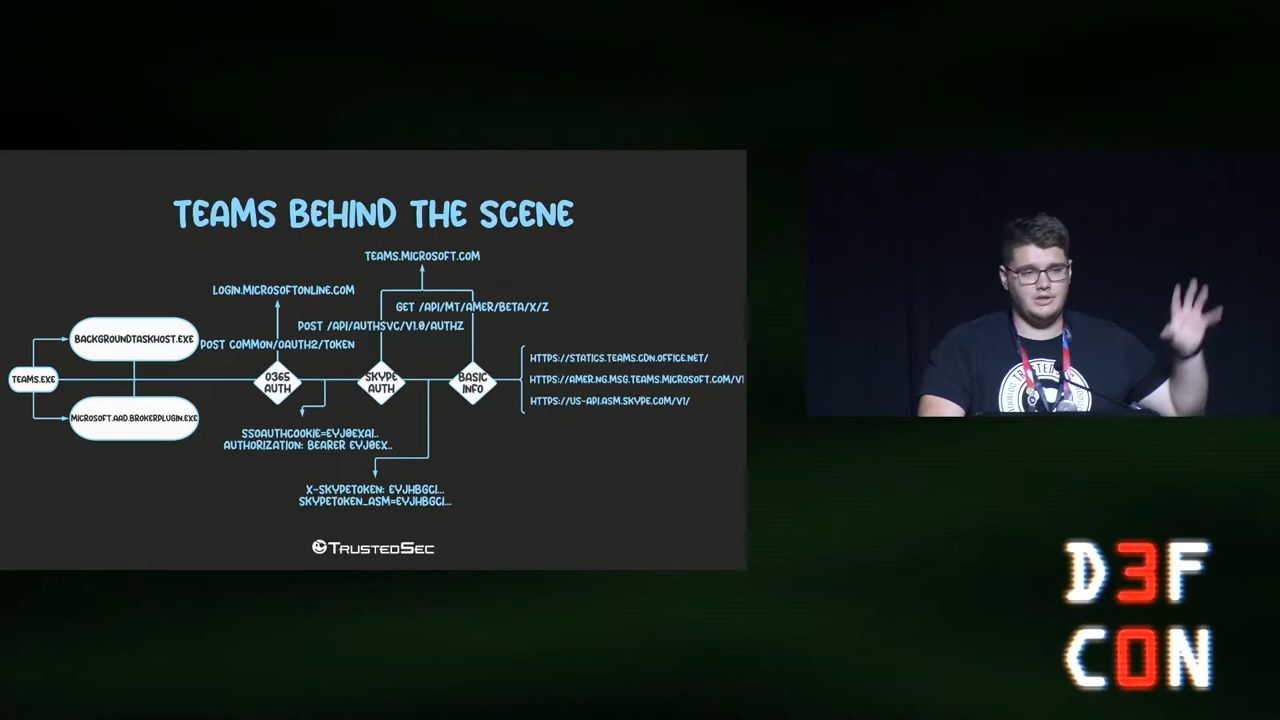 TEAMS BEHIND THE SCENE
TEAMS.MICROSOFT.COM
LOGIN.MICROSOFTONLINE.COM
GET /API/MT/AMER/BETA/X/Z
POST /API/AUTHSVC/V1.0/AUTHZ
BACKGROUNDTASKHOST.EXE
POST COMMON/OAUTH2/TOKEN
TEAMS.EXE
O365
AUTH
SKYPE
AUTH
BASIC
INFO
HTTPS://STATICS.TEAMS.CDN.OFFICE.NET/
HTTPS://AMER.NG.MSG.TEAMS.MICROSOFT.COM/V1
HTTPS://US-API.ASM.SKYPE.COM/V1/
MICROSOFT.AAD.BROKERPLUGIN.EXE
SSOAUTHCOOKIE=EYJ0EXAI..
AUTHORIZATION: BEARER EYJ0EX..
X-SKYPETOKEN: EYJHBGCI...
SKYPETOKEN_ASM=EYJHBGCI...
TRUSTEDSEC
D3F
C0N